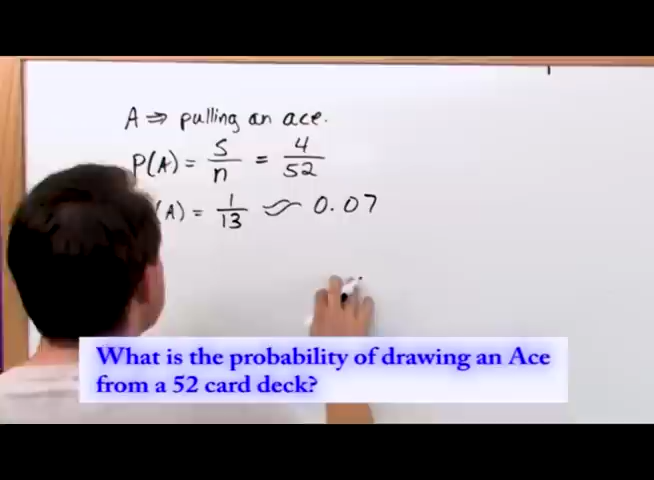 A ⇒ pulling an ace.
P(A) = s/n = 4/52
(A) = 1/13 ≈ 0.07
What is the probability of drawing an Ace
from a 52 card deck?